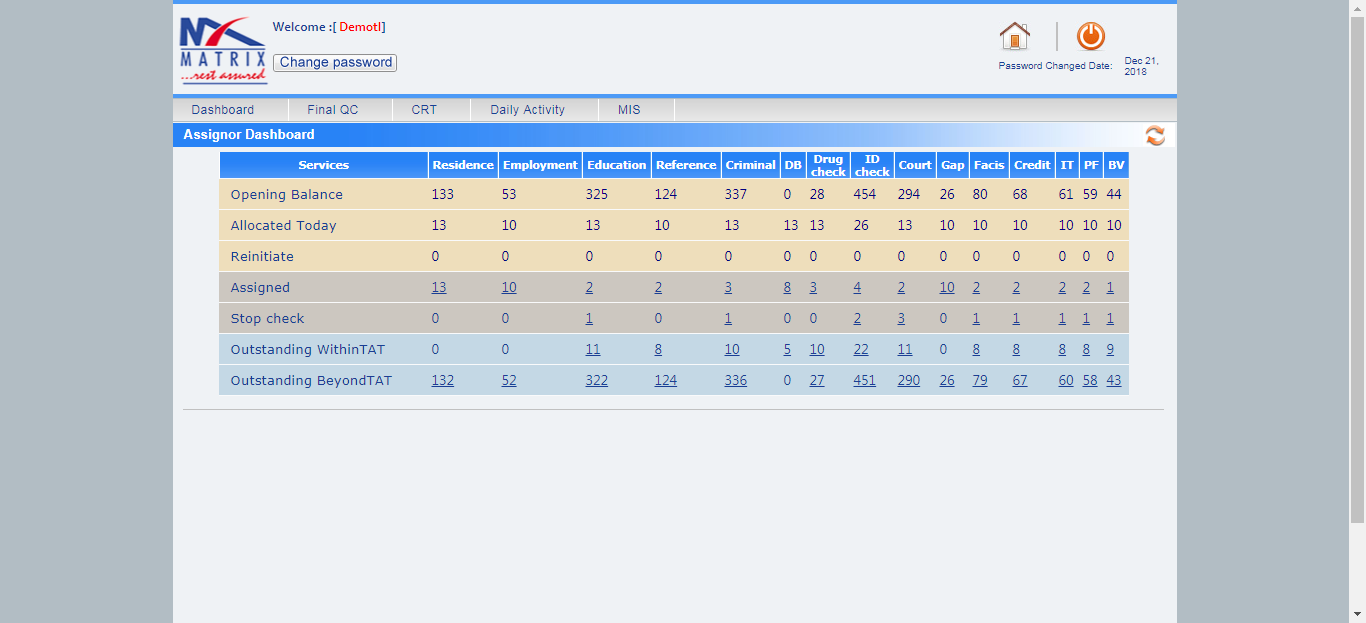 MATRIX
...rest assured
Welcome :[ Demotl]
Change password
Password Changed Date:
Dec 21, 2018
Dashboard Final QC CRT Daily Activity MIS
Assignor Dashboard
Services Residence Employment Education Reference Criminal DB Drug check ID check Court Gap Facis Credit IT PF BV
Opening Balance 133 53 325 124 337 0 28 454 294 26 80 68 61 59 44
Allocated Today 13 10 13 10 13 13 13 26 13 10 10 10 10 10 10
Reinitiate 0 0 0 0 0 0 0 0 0 0 0 0 0 0 0
Assigned 13 10 2 2 3 8 3 4 2 10 2 2 2 2 1
Stop check 0 0 1 0 1 0 0 2 3 0 1 1 1 1 1
Outstanding WithinTAT 0 0 11 8 10 5 10 22 11 0 8 8 8 8 9
Outstanding BeyondTAT 132 52 322 124 336 0 27 451 290 26 79 67 60 58 43